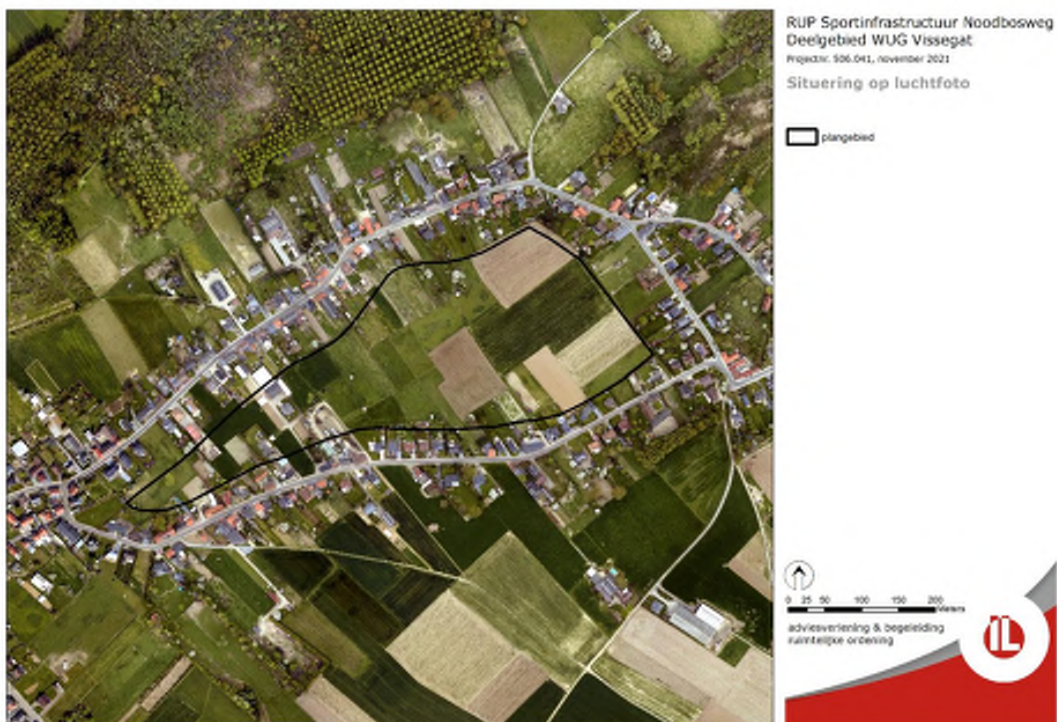 RUP Sportinfrastructuur Noodbosweg
Deelgebied WUG Vissegat
Projectnr. 506.041, november 2021
Situering op luchtfoto
plangebied
0 25 50 100 150 200
Meters
adviesverlening & begeleiding
ruimtelijke ordening
IL